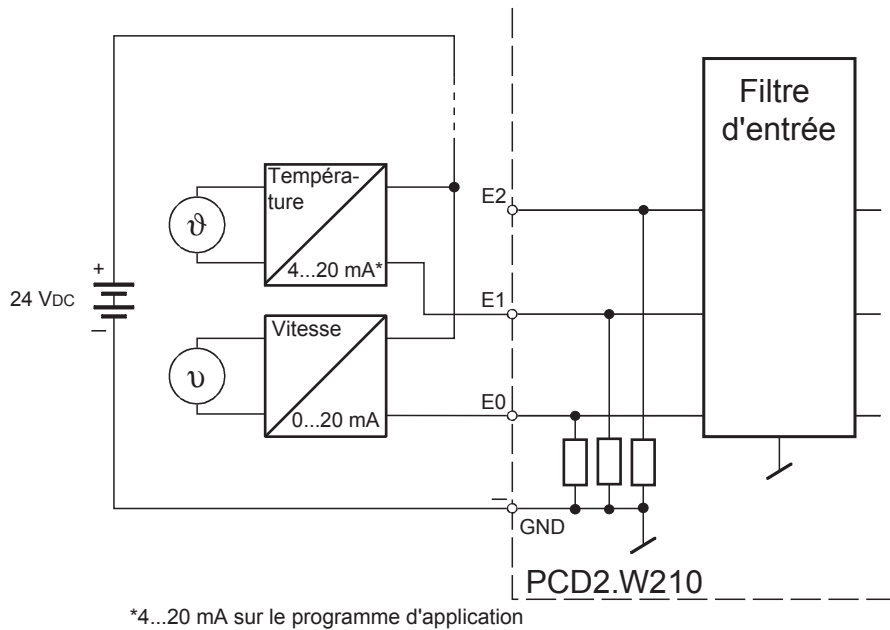 Filtre
d'entrée
Tempéra-
ture
E2
ϑ
4...20 mA*
+
E1
24 VDC
–
Vitesse
υ
E0
0...20 mA
–
GND
PCD2.W210
*4...20 mA sur le programme d'application